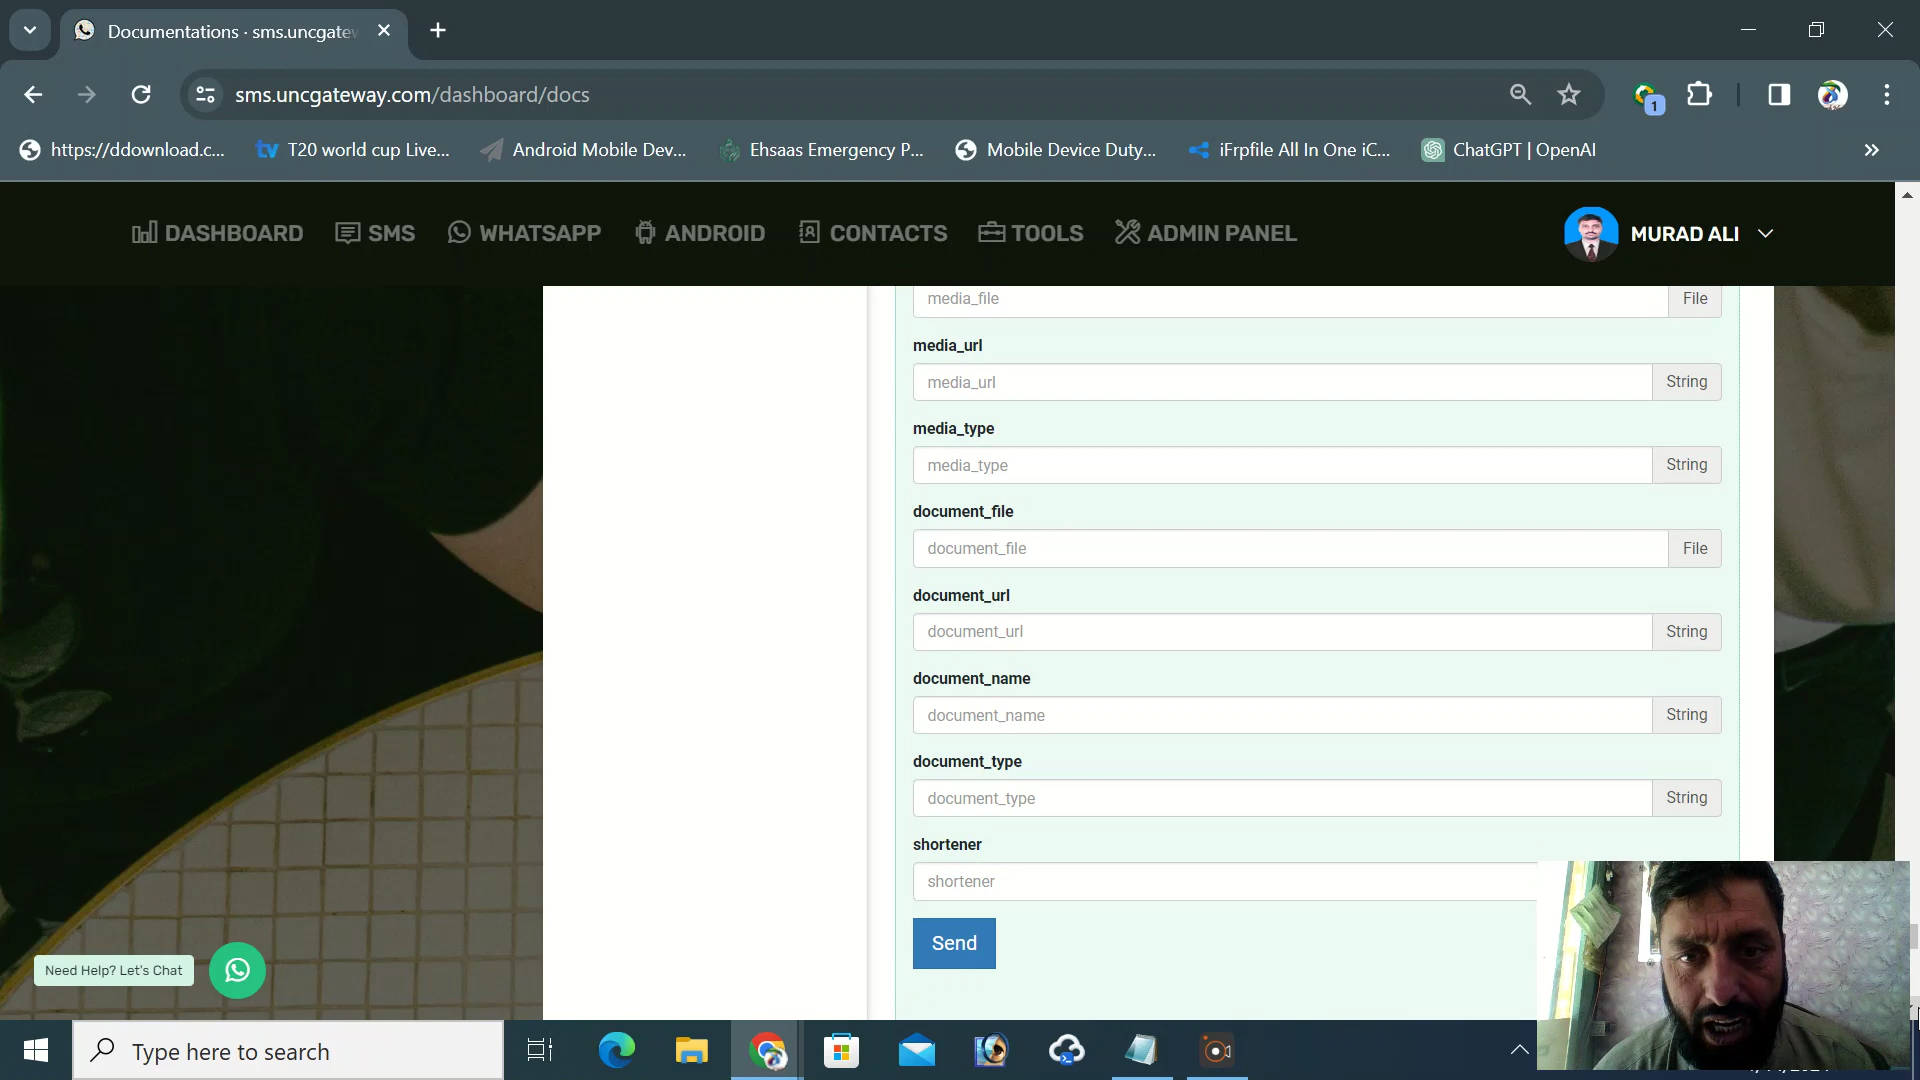 Documentations · sms.uncgatew
sms.uncgateway.com/dashboard/docs
1
https://ddownload.c...
T20 world cup Live...
Android Mobile Dev...
Ehsaas Emergency P...
Mobile Device Duty...
iFrpfile All In One iC...
ChatGPT | OpenAI
DASHBOARD
SMS
WHATSAPP
ANDROID
CONTACTS
TOOLS
ADMIN PANEL
MURAD ALI
media_file
File
media_url
media_url
String
media_type
media_type
String
document_file
document_file
File
document_url
document_url
String
document_name
document_name
String
document_type
document_type
String
shortener
shortener
Send
Need Help? Let's Chat
Type here to search